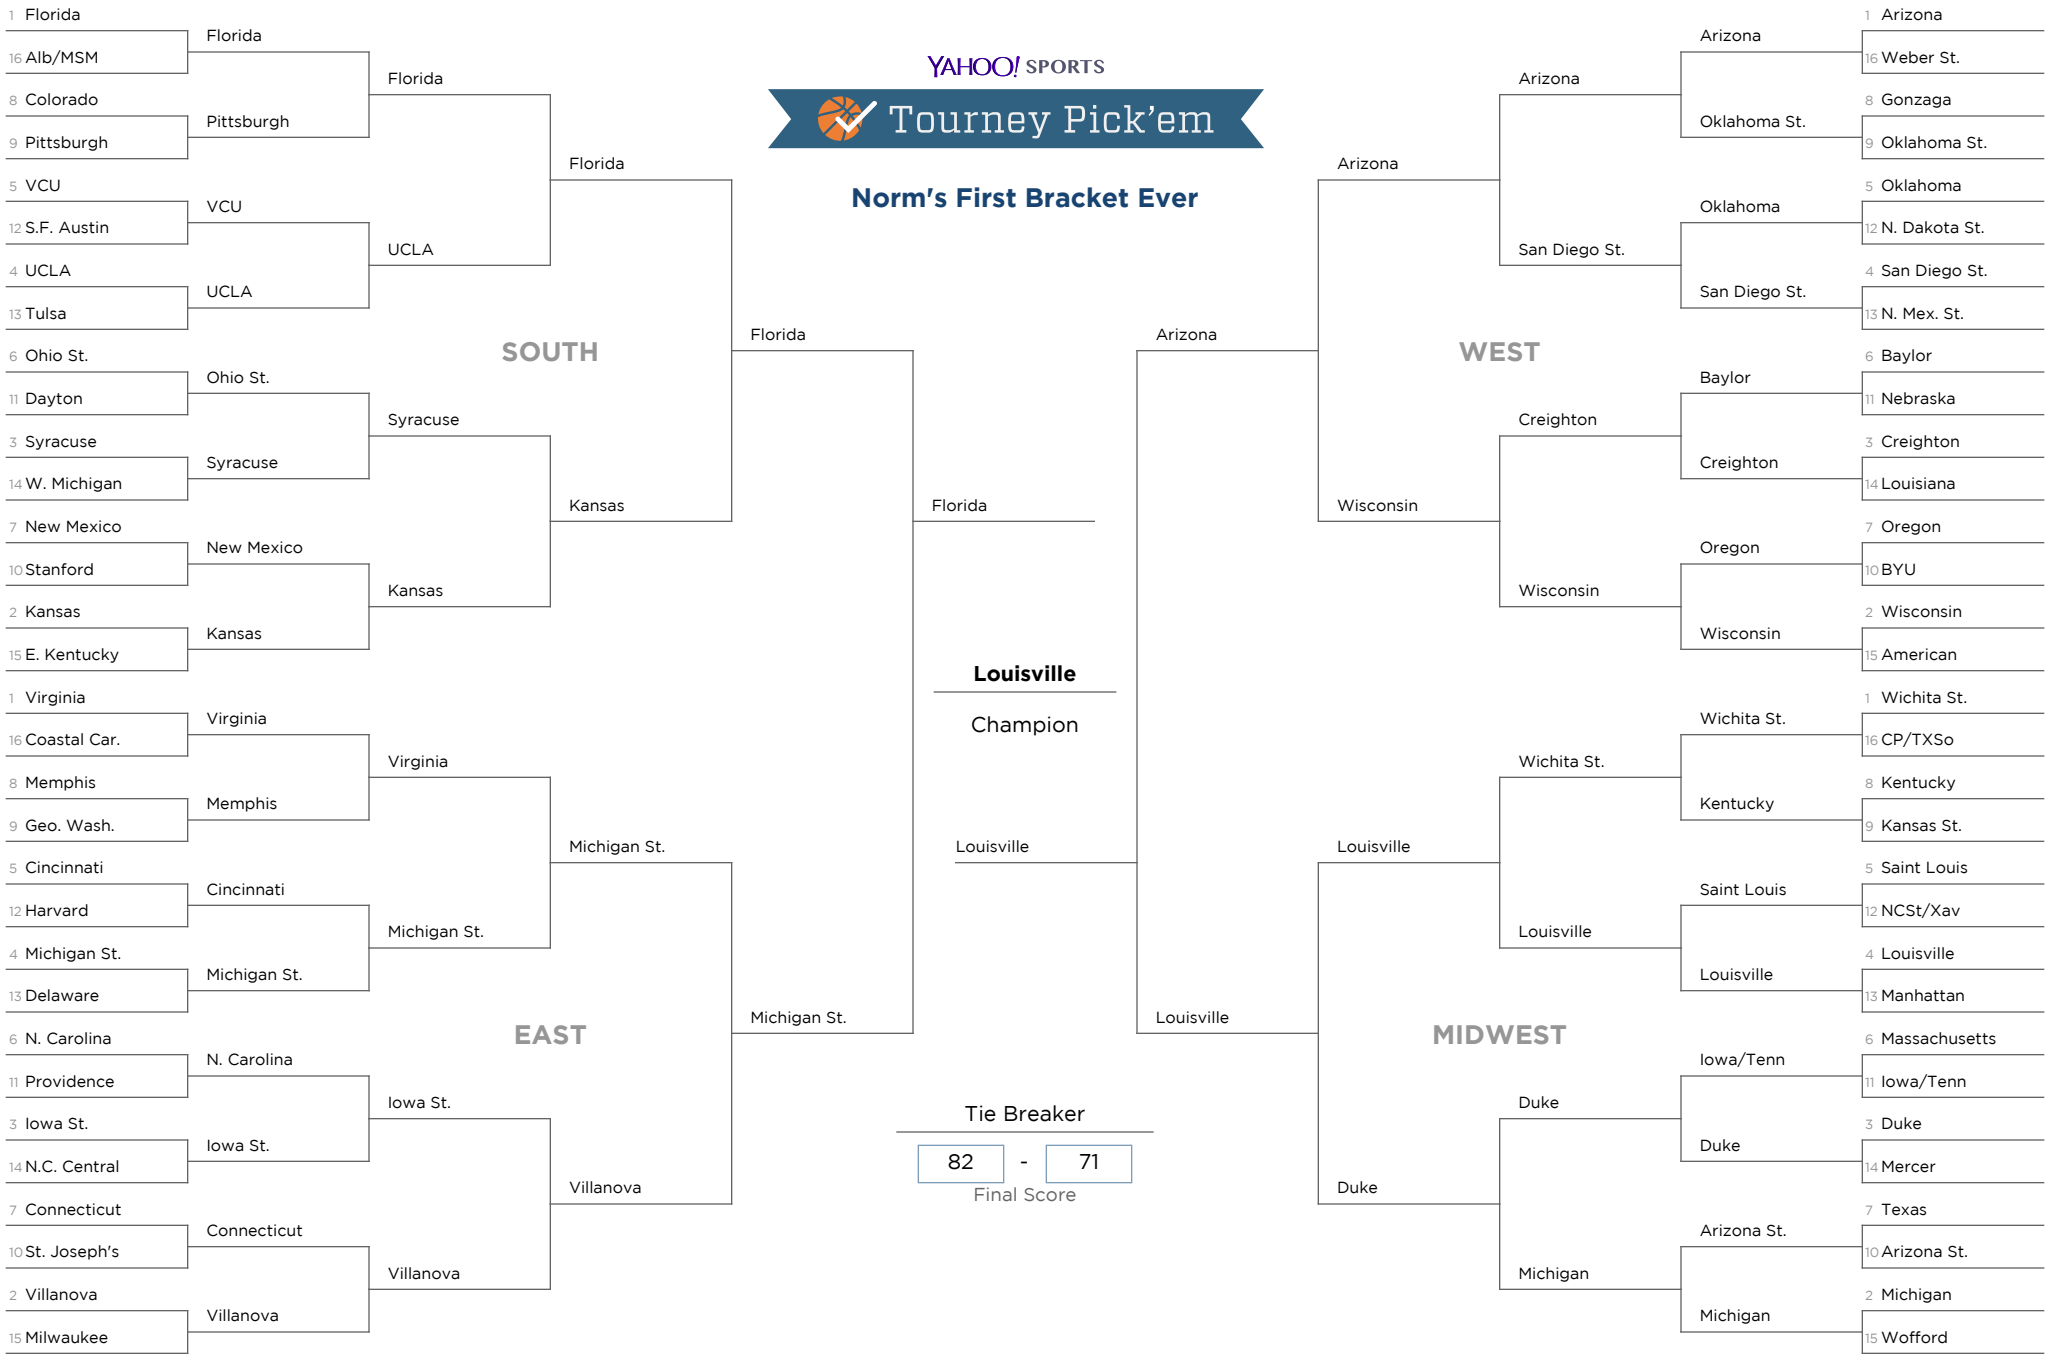 YAHOO! SPORTS
Tourney Pick'em
Norm's First Bracket Ever
1 Florida
16 Alb/MSM
8 Colorado
9 Pittsburgh
5 VCU
12 S.F. Austin
4 UCLA
13 Tulsa
6 Ohio St.
11 Dayton
3 Syracuse
14 W. Michigan
7 New Mexico
10 Stanford
2 Kansas
15 E. Kentucky
Florida
Pittsburgh
VCU
UCLA
Ohio St.
Syracuse
New Mexico
Kansas
Florida
UCLA
Syracuse
Kansas
Florida
Kansas
Florida
SOUTH
1 Virginia
16 Coastal Car.
8 Memphis
9 Geo. Wash.
5 Cincinnati
12 Harvard
4 Michigan St.
13 Delaware
6 N. Carolina
11 Providence
3 Iowa St.
14 N.C. Central
7 Connecticut
10 St. Joseph's
2 Villanova
15 Milwaukee
Virginia
Memphis
Cincinnati
Michigan St.
N. Carolina
Iowa St.
Connecticut
Villanova
Virginia
Michigan St.
Iowa St.
Villanova
Michigan St.
Villanova
Michigan St.
EAST
Florida
Louisville
Champion
Louisville
Tie Breaker
82 - 71
Final Score
Arizona
Arizona
Wisconsin
Arizona
San Diego St.
Creighton
Wisconsin
Arizona
Oklahoma St.
Oklahoma
San Diego St.
Baylor
Creighton
Oregon
Wisconsin
1 Arizona
16 Weber St.
8 Gonzaga
9 Oklahoma St.
5 Oklahoma
12 N. Dakota St.
4 San Diego St.
13 N. Mex. St.
6 Baylor
11 Nebraska
3 Creighton
14 Louisiana
7 Oregon
10 BYU
2 Wisconsin
15 American
WEST
Louisville
Louisville
Duke
Wichita St.
Louisville
Duke
Michigan
Wichita St.
Kentucky
Saint Louis
Louisville
Iowa/Tenn
Duke
Arizona St.
Michigan
1 Wichita St.
16 CP/TXSo
8 Kentucky
9 Kansas St.
5 Saint Louis
12 NCSt/Xav
4 Louisville
13 Manhattan
6 Massachusetts
11 Iowa/Tenn
3 Duke
14 Mercer
7 Texas
10 Arizona St.
2 Michigan
15 Wofford
MIDWEST